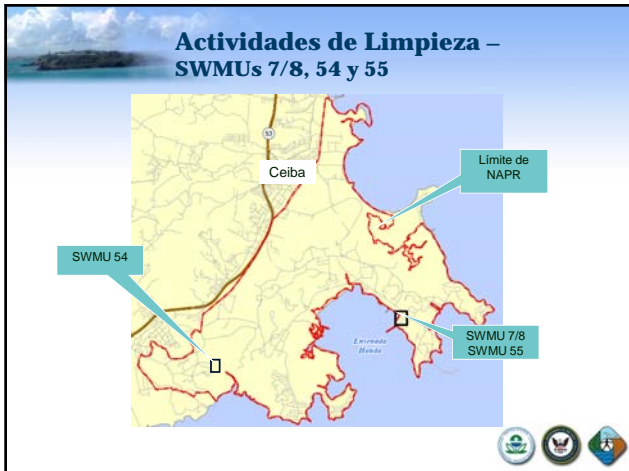 Actividades de Limpieza –
SWMUs 7/8, 54 y 55
53
Ceiba
Límite de
NAPR
SWMU 54
Ensenada
Honda
SWMU 7/8
SWMU 55